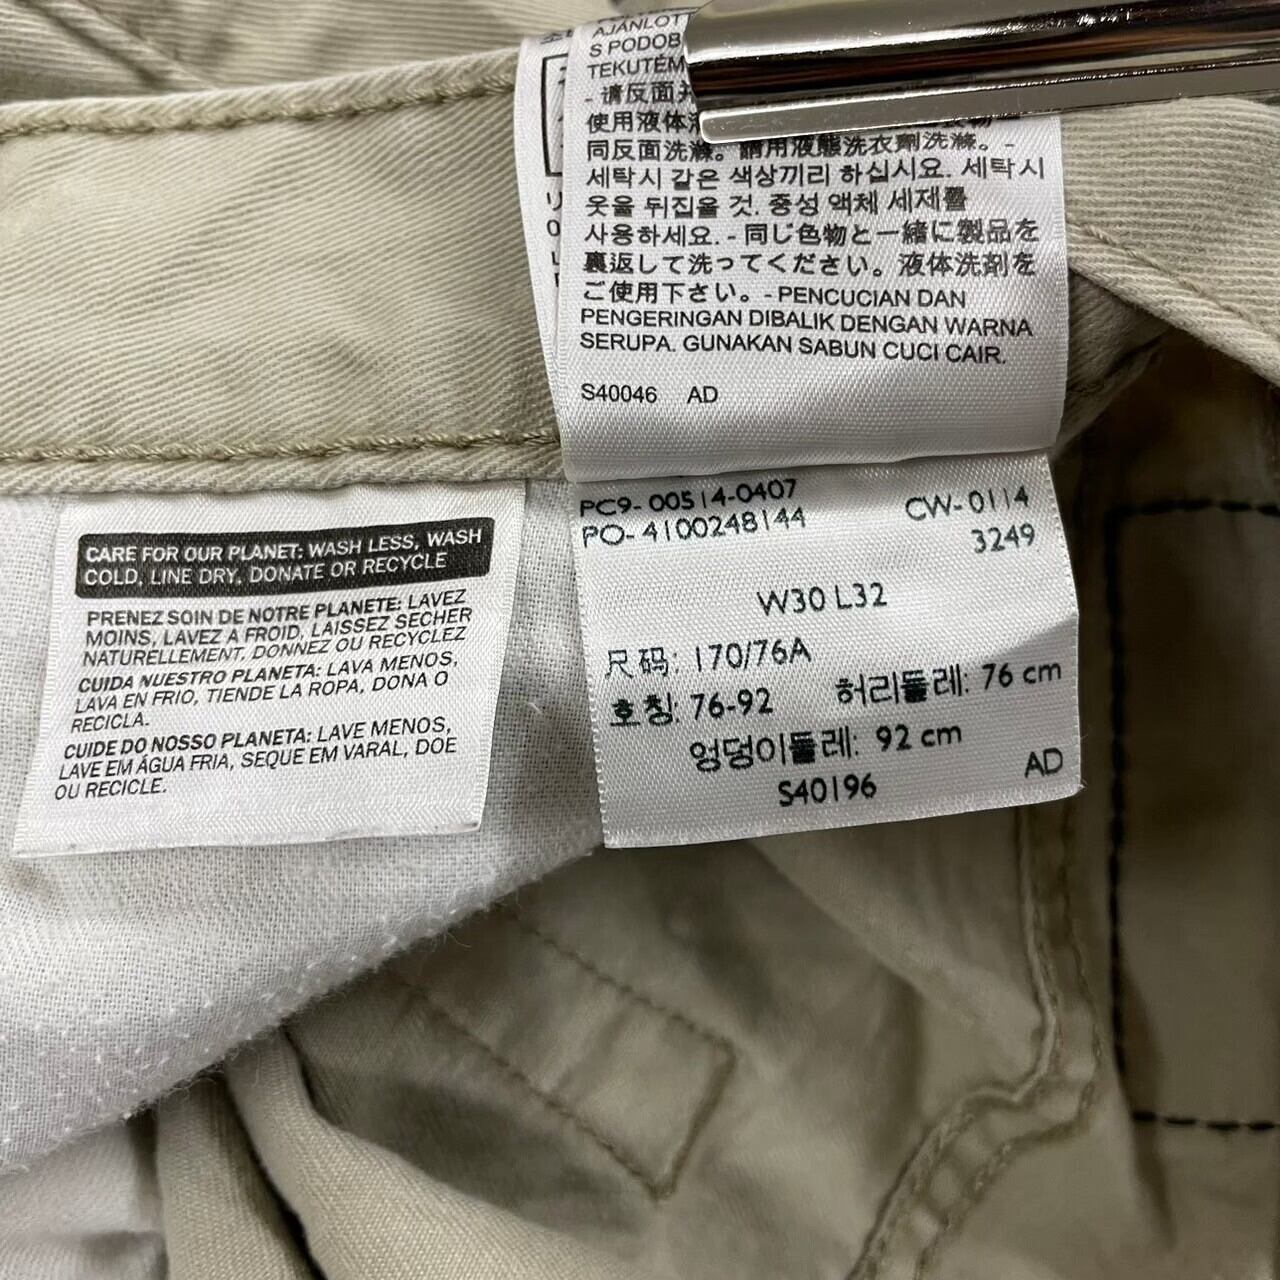 AJÁNLOT
S PODOB
TEKUTÉM
- 请反面并
使用液体
同反面洗滌。請用液態洗衣劑洗滌。-
세탁시 같은 색상끼리 하십시요. 세탁시
옷을 뒤집을 것. 중성 액체 세제를
사용하세요. - 同じ色物と一緒に製品を
裏返して洗ってください。液体洗剤を
ご使用下さい。- PENCUCIAN DAN
PENGERINGAN DIBALIK DENGAN WARNA
SERUPA. GUNAKAN SABUN CUCI CAIR.
S40046 AD
CARE FOR OUR PLANET: WASH LESS, WASH
COLD, LINE DRY, DONATE OR RECYCLE
PRENEZ SOIN DE NOTRE PLANETE: LAVEZ
MOINS, LAVEZ A FROID, LAISSEZ SECHER
NATURELLEMENT, DONNEZ OU RECYCLEZ
CUIDA NUESTRO PLANETA: LAVA MENOS,
LAVA EN FRIO, TIENDE LA ROPA, DONA O
RECICLA.
CUIDE DO NOSSO PLANETA: LAVE MENOS,
LAVE EM ÁGUA FRIA, SEQUE EM VARAL, DOE
OU RECICLE.
PC9-00514-0407 CW-0114
PO-4100248144 3249
W30 L32
尺码: 170/76A
호칭: 76-92 허리둘레: 76 cm
엉덩이둘레: 92 cm
S40196 AD